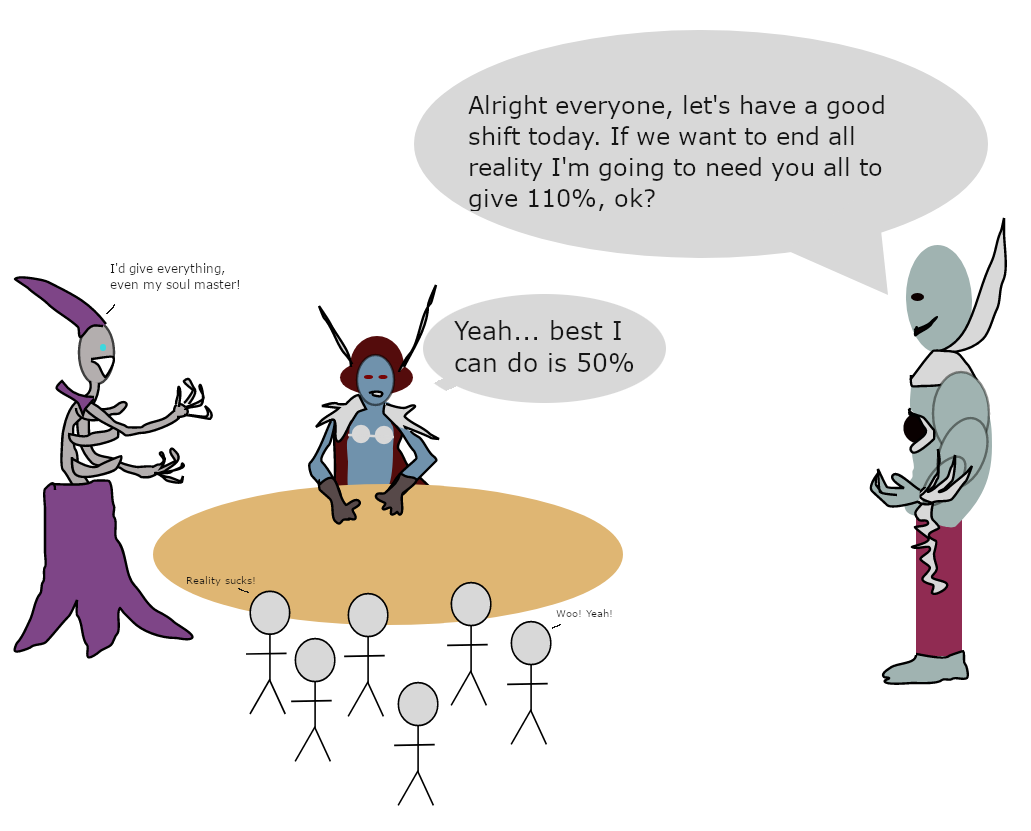 Alright everyone, let's have a good
shift today. If we want to end all
reality I'm going to need you all to
give 110%, ok?
I'd give everything,
even my soul master!
Yeah... best I
can do is 50%
Reality sucks!
Woo! Yeah!